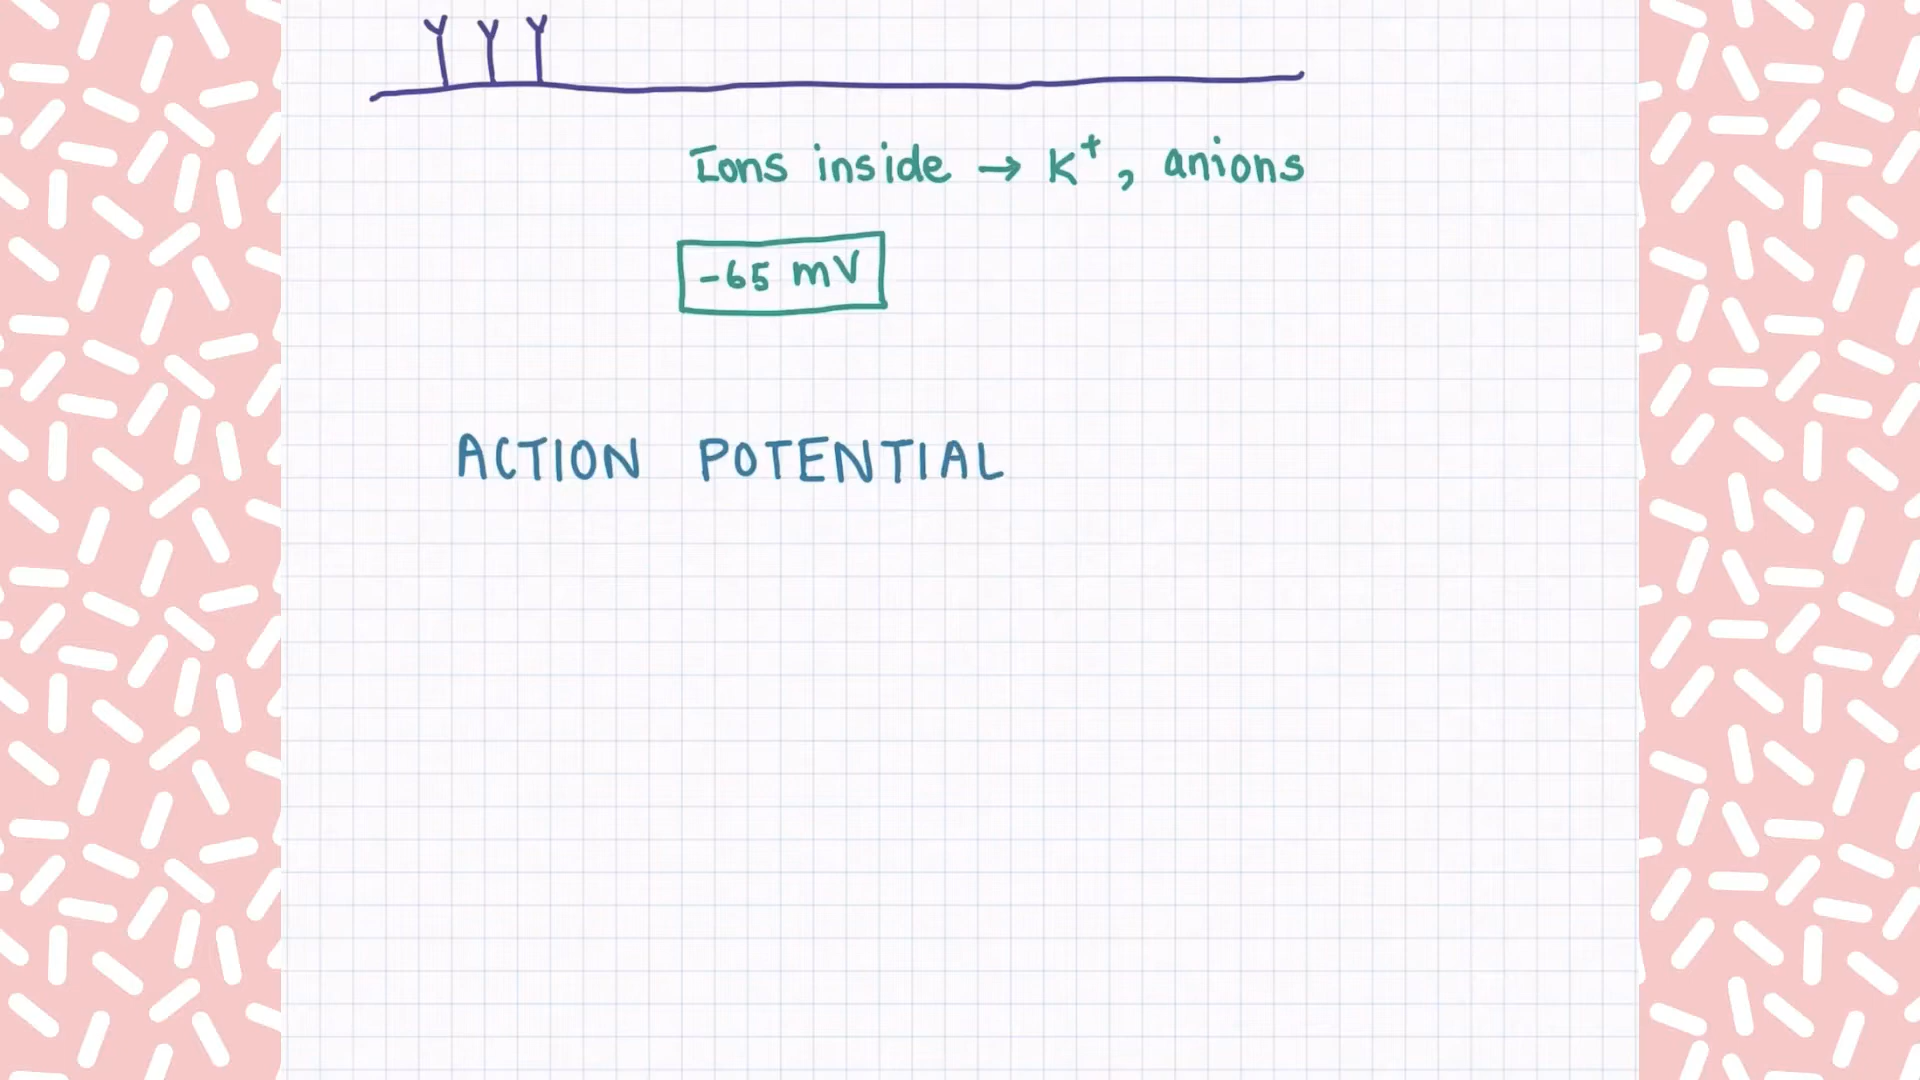 Ions inside → K⁺, anions
-65 mV
ACTION POTENTIAL